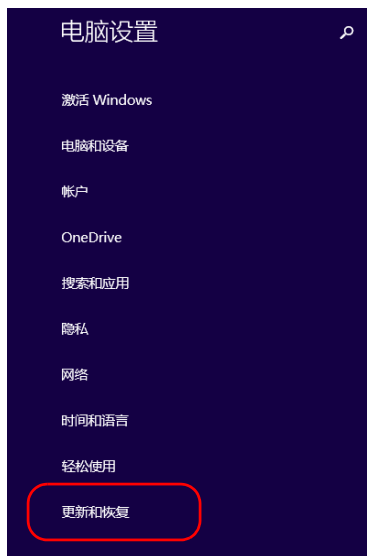 电脑设置
激活 Windows
电脑和设备
帐户
OneDrive
搜索和应用
隐私
网络
时间和语言
轻松使用
更新和恢复